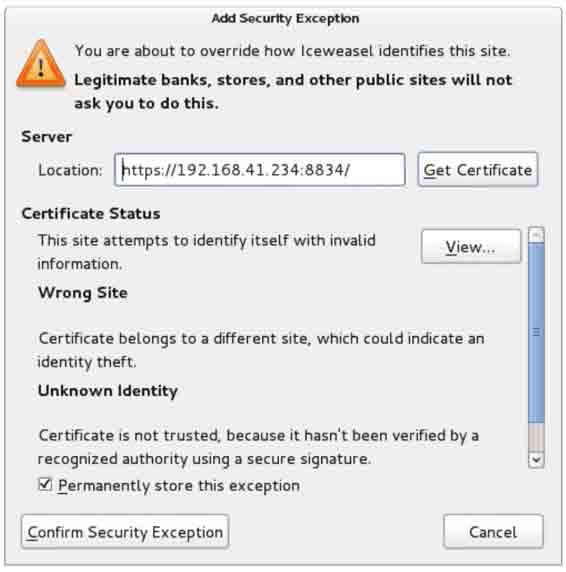 Add Security Exception
You are about to override how Iceweasel identifies this site.
Legitimate banks, stores, and other public sites will not
ask you to do this.
Server
Location: https://192.168.41.234:8834/ Get Certificate
Certificate Status
This site attempts to identify itself with invalid
information.
View...
Wrong Site
Certificate belongs to a different site, which could indicate an
identity theft.
Unknown Identity
Certificate is not trusted, because it hasn't been verified by a
recognized authority using a secure signature.
Permanently store this exception
Confirm Security Exception Cancel